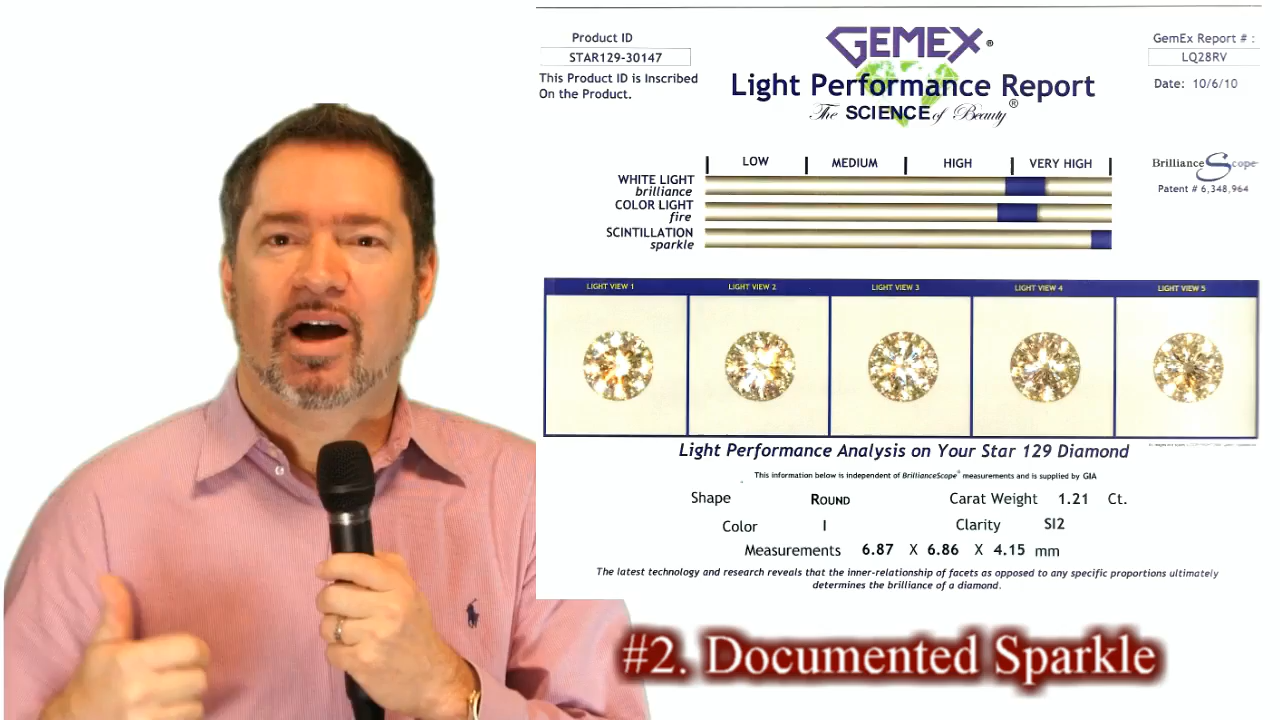 Product ID
STAR129-30147
This Product ID is Inscribed
On the Product.
GEMEX®
Light Performance Report
The SCIENCE of Beauty®
GemEx Report # :
LQ28RV
Date: 10/6/10
LOW MEDIUM HIGH VERY HIGH
WHITE LIGHT
brilliance
COLOR LIGHT
fire
SCINTILLATION
sparkle
BrillianceScope
Patent # 6,348,964
LIGHT VIEW 1 LIGHT VIEW 2 LIGHT VIEW 3 LIGHT VIEW 4 LIGHT VIEW 5
Light Performance Analysis on Your Star 129 Diamond
This information below is independent of BrillianceScope® measurements and is supplied by GIA
Shape ROUND Carat Weight 1.21 Ct.
Color I Clarity SI2
Measurements 6.87 X 6.86 X 4.15 mm
The latest technology and research reveals that the inner-relationship of facets as opposed to any specific proportions ultimately
determines the brilliance of a diamond.
#2. Documented Sparkle